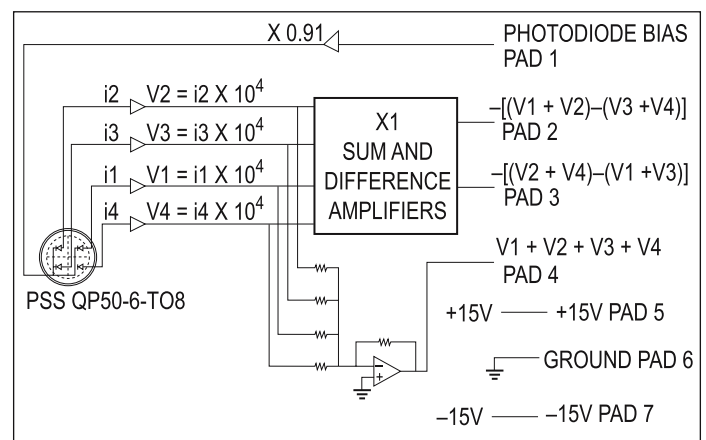 X 0.91
PHOTODIODE BIAS
PAD 1
i2
V2 = i2 X 10⁴
i3
V3 = i3 X 10⁴
i1
V1 = i1 X 10⁴
i4
V4 = i4 X 10⁴
X1
SUM AND
DIFFERENCE
AMPLIFIERS
–[(V1 + V2)–(V3 +V4)]
PAD 2
–[(V2 + V4)–(V1 +V3)]
PAD 3
V1 + V2 + V3 + V4
PAD 4
PSS QP50-6-TO8
+15V
+15V PAD 5
–
+
GROUND PAD 6
–15V
–15V PAD 7